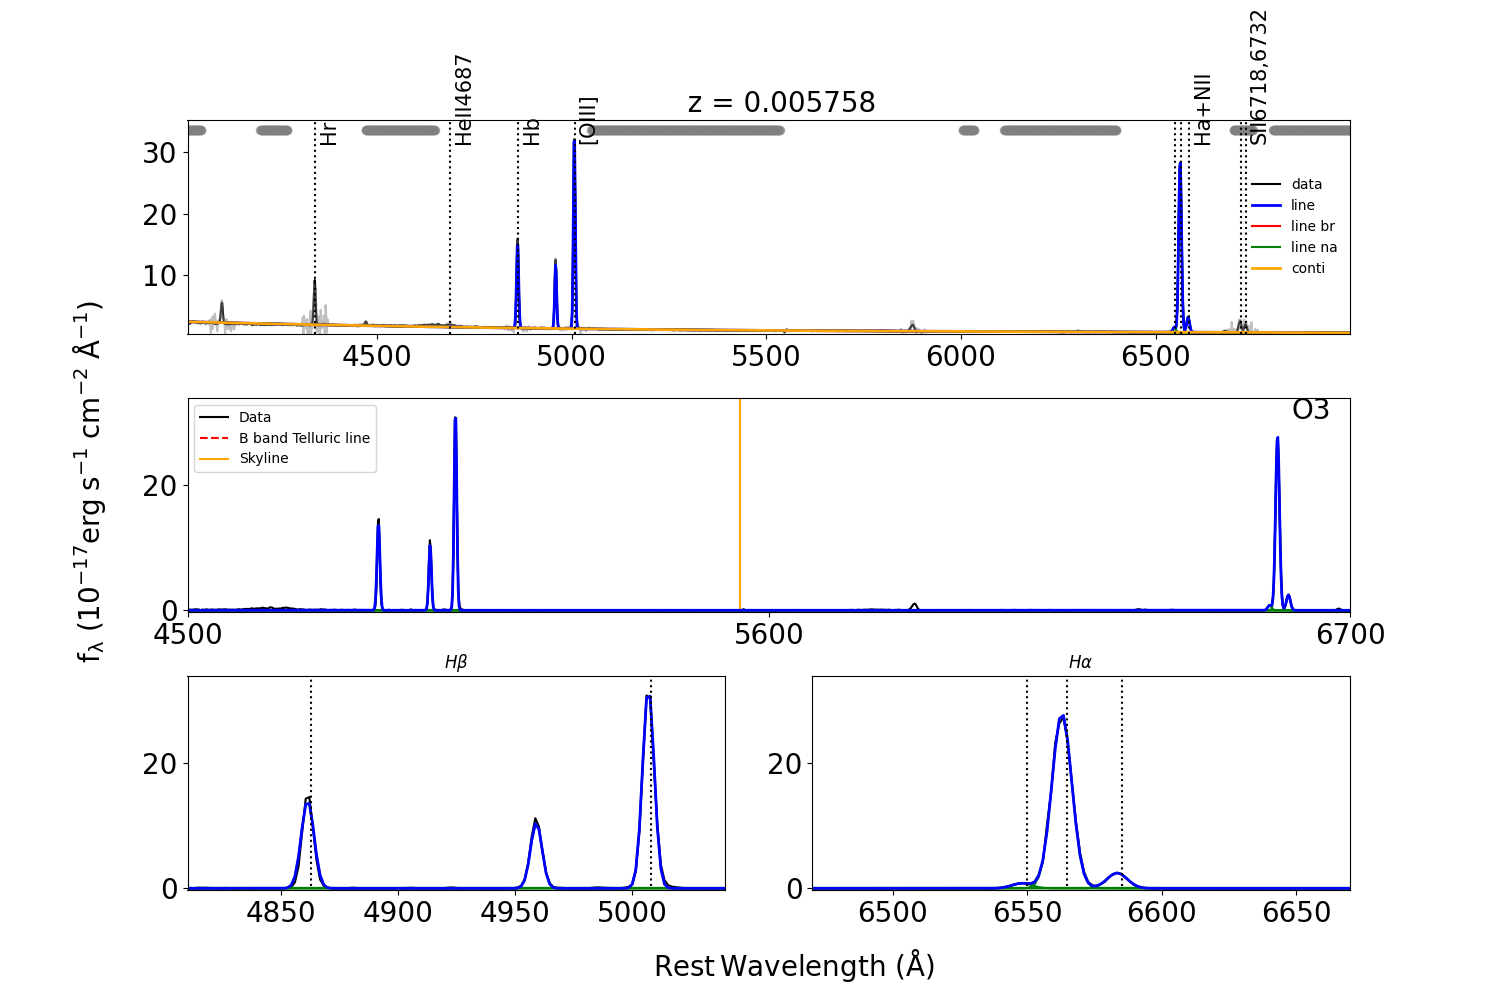 z = 0.005758
Hr
HeII4687
Hb
[OIII]
Ha+NII
SII6718,6732
30
20
10
data
line
line br
line na
conti
4500 5000 5500 6000 6500
fλ (10⁻¹⁷erg s⁻¹ cm⁻² Å⁻¹)
Data
B band Telluric line
Skyline
O3
20
0
4500 5600 6700
Hβ
20
0
4850 4900 4950 5000
Hα
20
0
6500 6550 6600 6650
Rest Wavelength (Å)